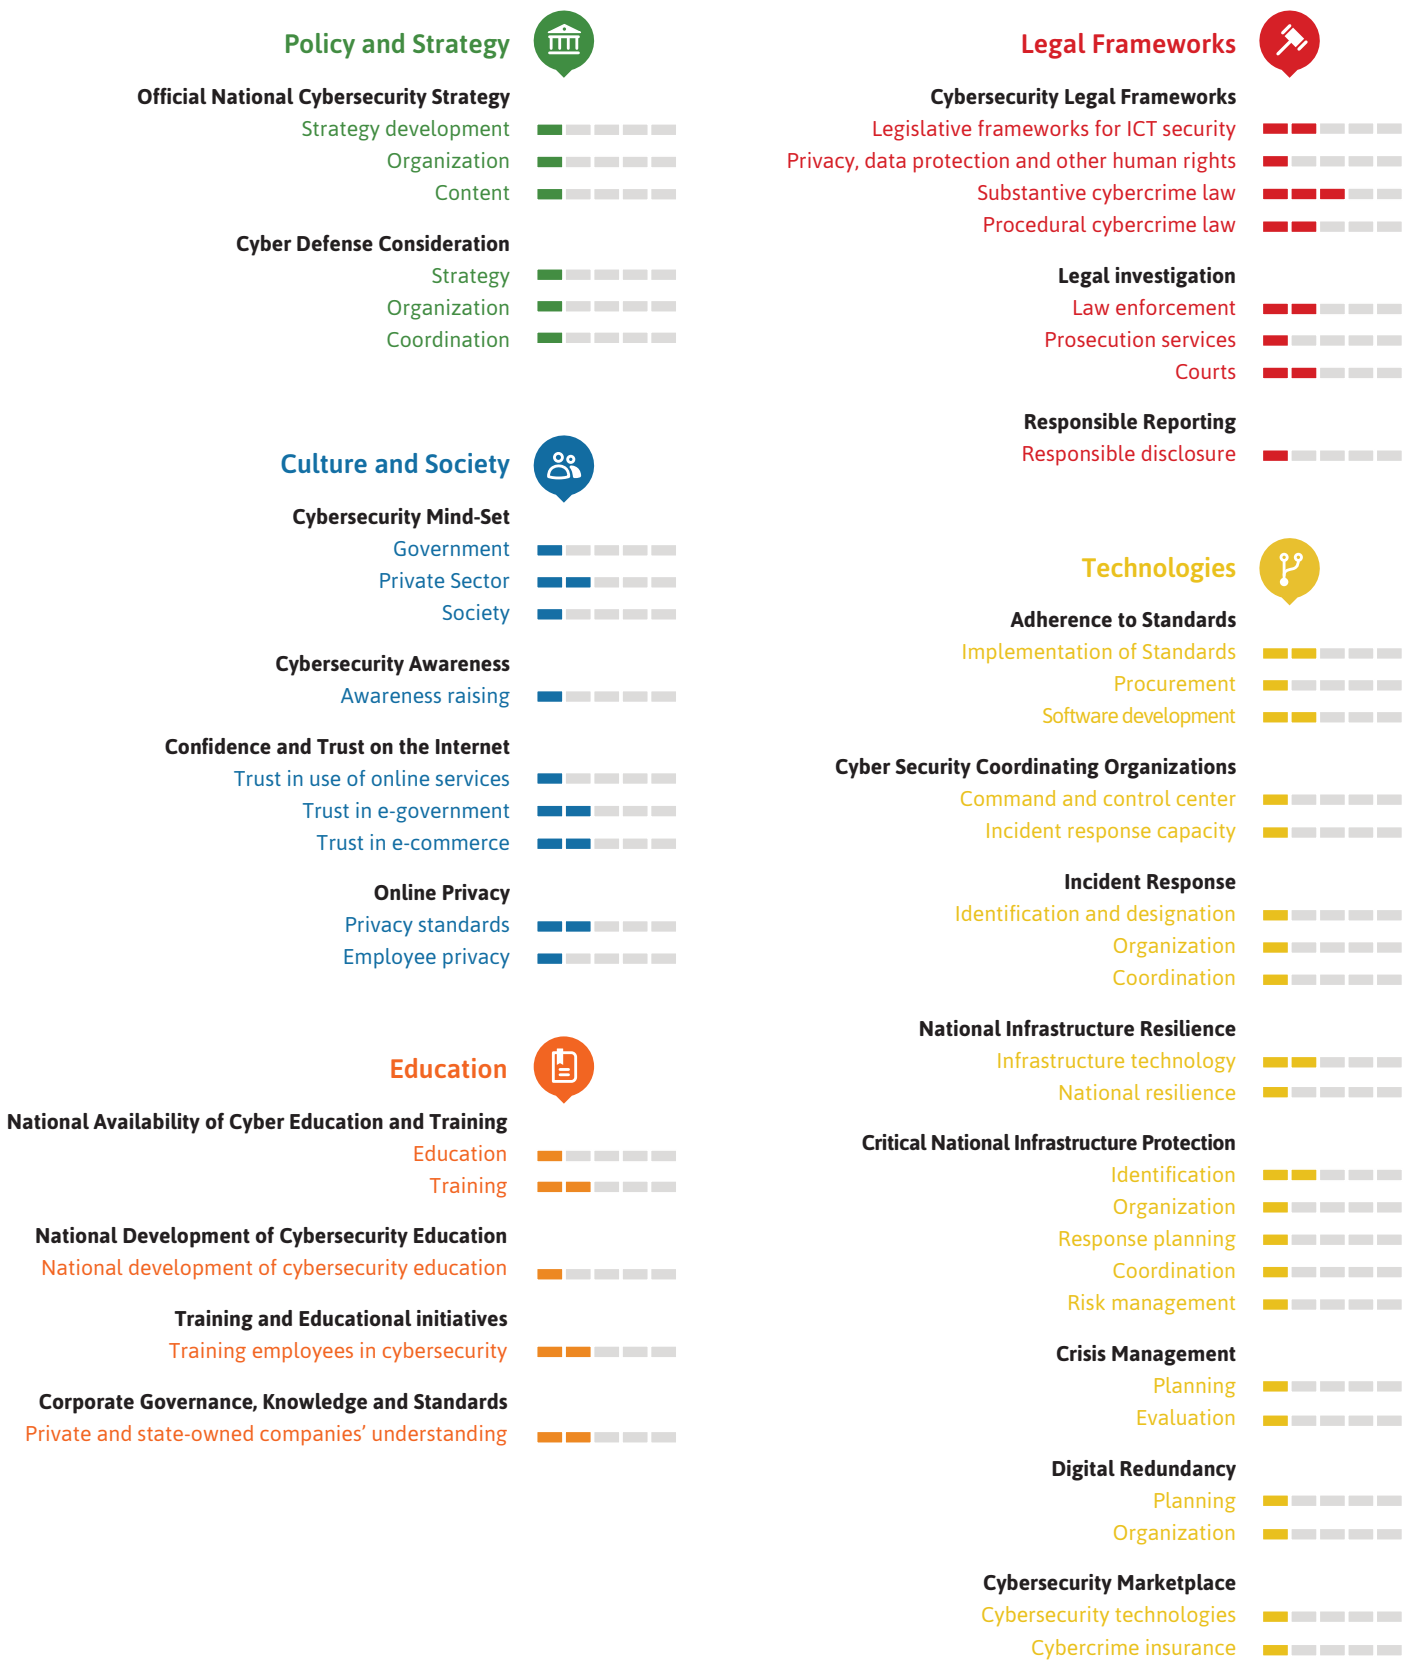 Policy and Strategy
Official National Cybersecurity Strategy
Strategy development
Organization
Content
Cyber Defense Consideration
Strategy
Organization
Coordination
Culture and Society
Cybersecurity Mind-Set
Government
Private Sector
Society
Cybersecurity Awareness
Awareness raising
Confidence and Trust on the Internet
Trust in use of online services
Trust in e-government
Trust in e-commerce
Online Privacy
Privacy standards
Employee privacy
Education
National Availability of Cyber Education and Training
Education
Training
National Development of Cybersecurity Education
National development of cybersecurity education
Training and Educational initiatives
Training employees in cybersecurity
Corporate Governance, Knowledge and Standards
Private and state-owned companies’ understanding
Legal Frameworks
Cybersecurity Legal Frameworks
Legislative frameworks for ICT security
Privacy, data protection and other human rights
Substantive cybercrime law
Procedural cybercrime law
Legal investigation
Law enforcement
Prosecution services
Courts
Responsible Reporting
Responsible disclosure
Technologies
Adherence to Standards
Implementation of Standards
Procurement
Software development
Cyber Security Coordinating Organizations
Command and control center
Incident response capacity
Incident Response
Identification and designation
Organization
Coordination
National Infrastructure Resilience
Infrastructure technology
National resilience
Critical National Infrastructure Protection
Identification
Organization
Response planning
Coordination
Risk management
Crisis Management
Planning
Evaluation
Digital Redundancy
Planning
Organization
Cybersecurity Marketplace
Cybersecurity technologies
Cybercrime insurance